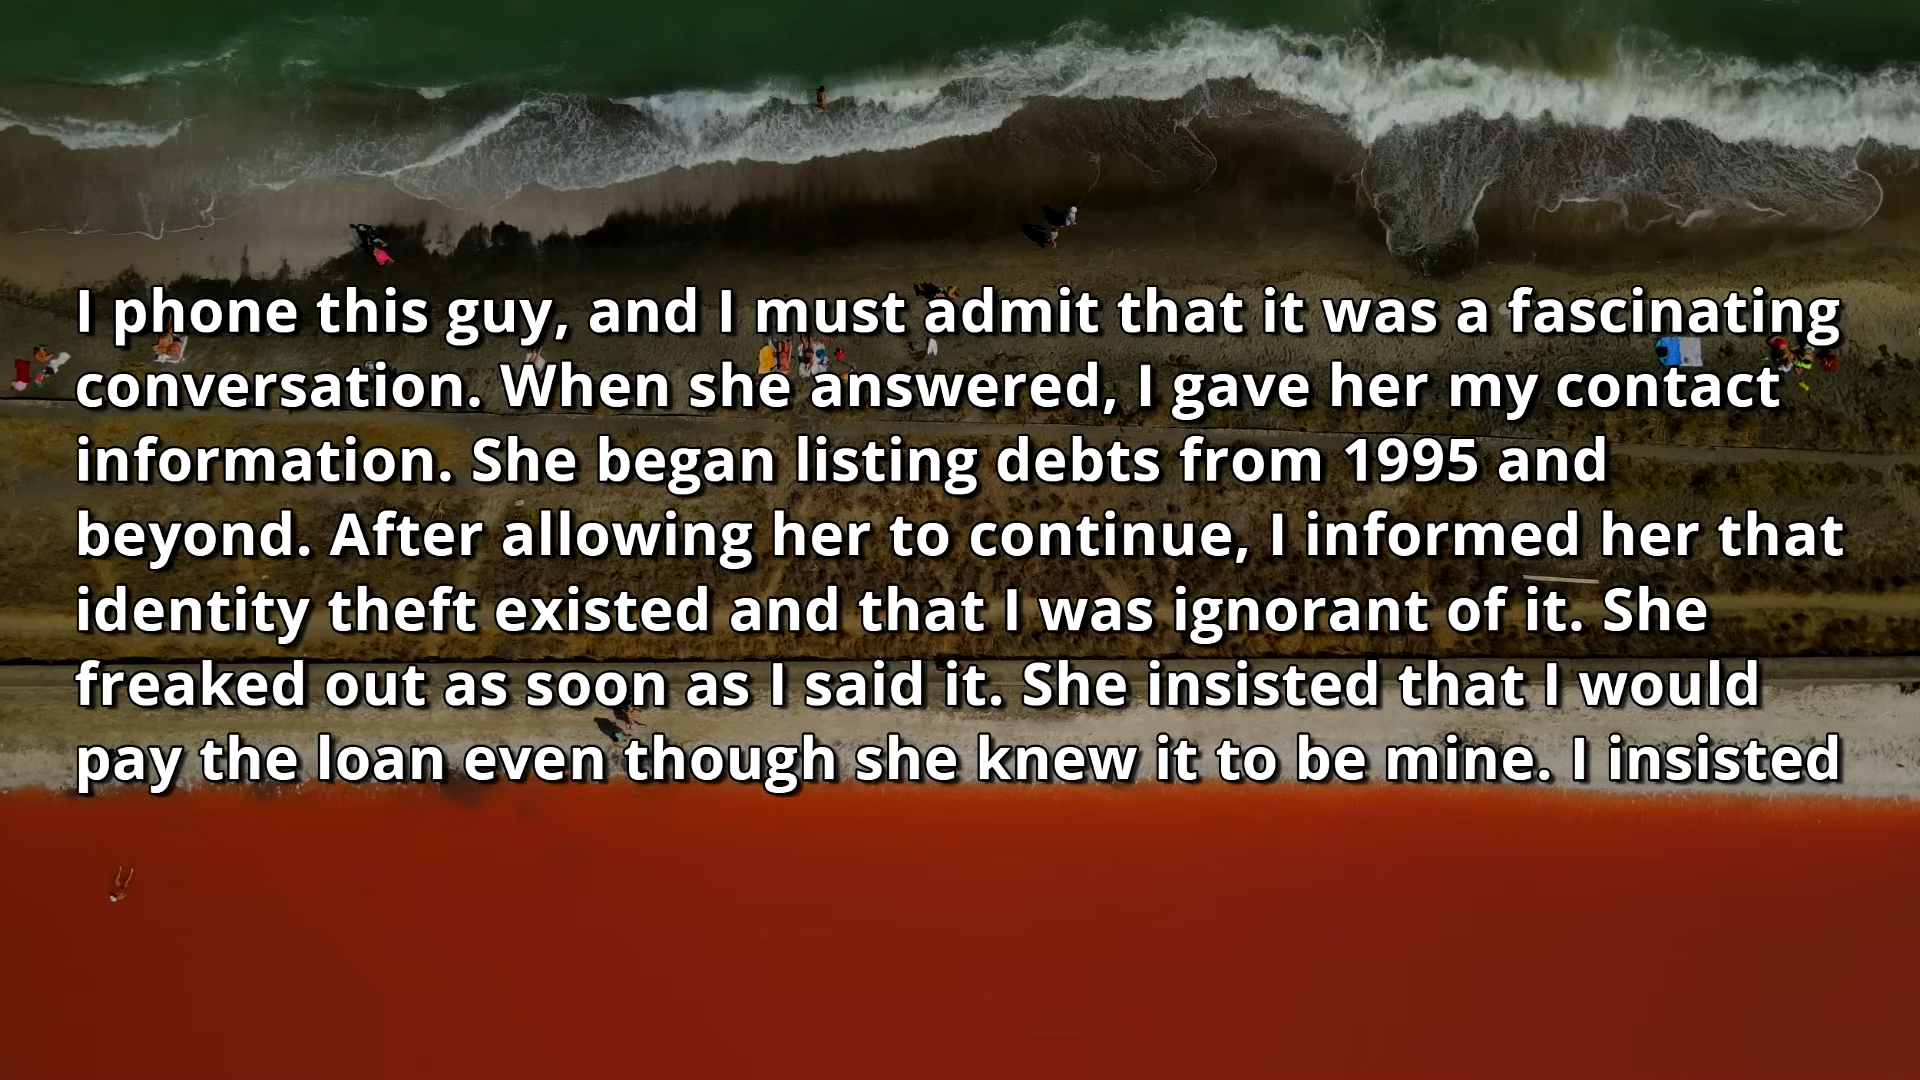 I phone this guy, and I must admit that it was a fascinating
conversation. When she answered, I gave her my contact
information. She began listing debts from 1995 and
beyond. After allowing her to continue, I informed her that
identity theft existed and that I was ignorant of it. She
freaked out as soon as I said it. She insisted that I would
pay the loan even though she knew it to be mine. I insisted